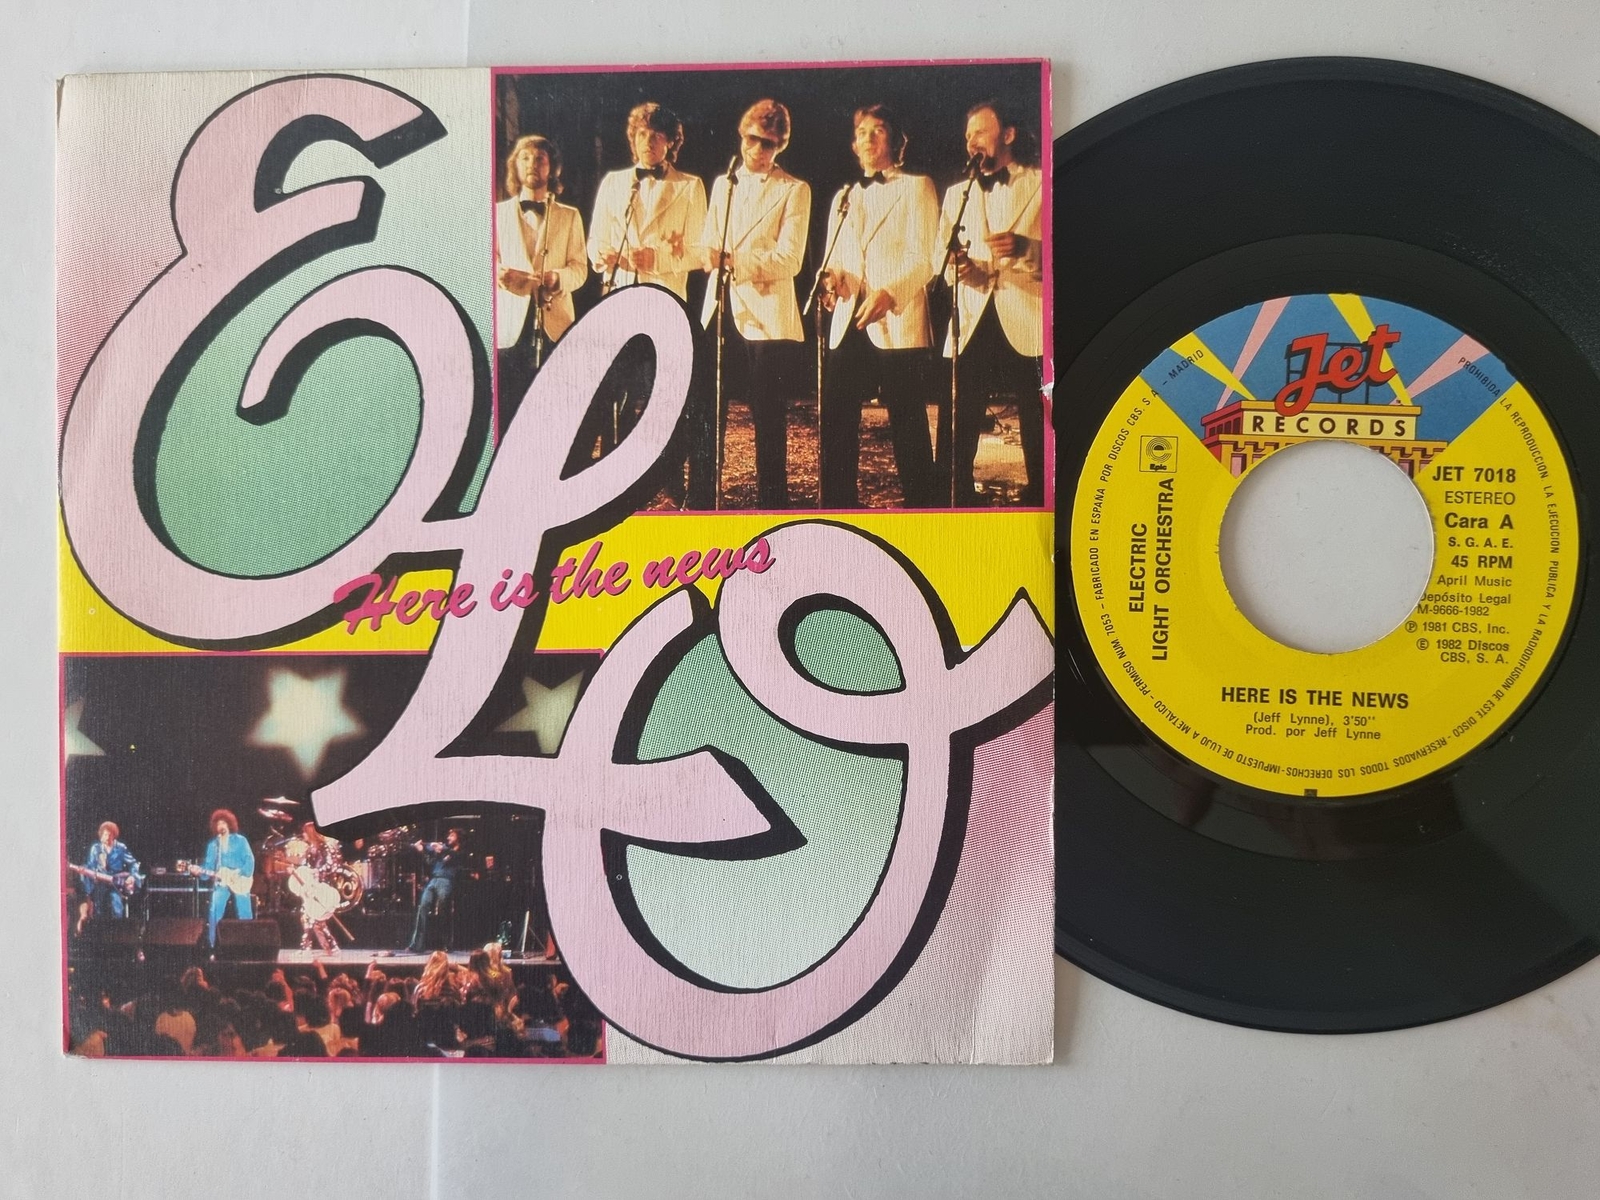 ELO
Here is the news
Jet
RECORDS
Epic
JET 7018
ESTEREO
Cara A
S. G. A. E.
45 RPM
April Music
Depósito Legal
M-9666-1982
℗ 1981 CBS, Inc.
© 1982 Discos
CBS, S. A.
ELECTRIC
LIGHT ORCHESTRA
HERE IS THE NEWS
(Jeff Lynne), 3'50''
Prod. por Jeff Lynne
PERMISO NUM 7053 - FABRICADO EN ESPAÑA POR DISCOS CBS, S A - MADRID
PROHIBIDA LA REPRODUCCION LA EJECUCION PUBLICA Y LA RADIODIFUSION DE ESTE DISCO - RESERVADOS TODOS LOS DERECHOS-IMPUESTO DE LUJO A METALICO -